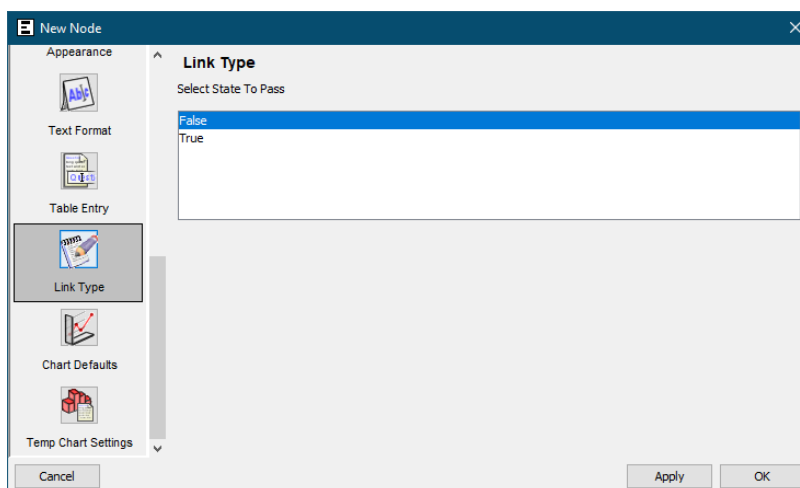 New Node
Appearance
Text Format
Table Entry
Link Type
Chart Defaults
Temp Chart Settings
Link Type
Select State To Pass
False
True
Cancel
Apply
OK